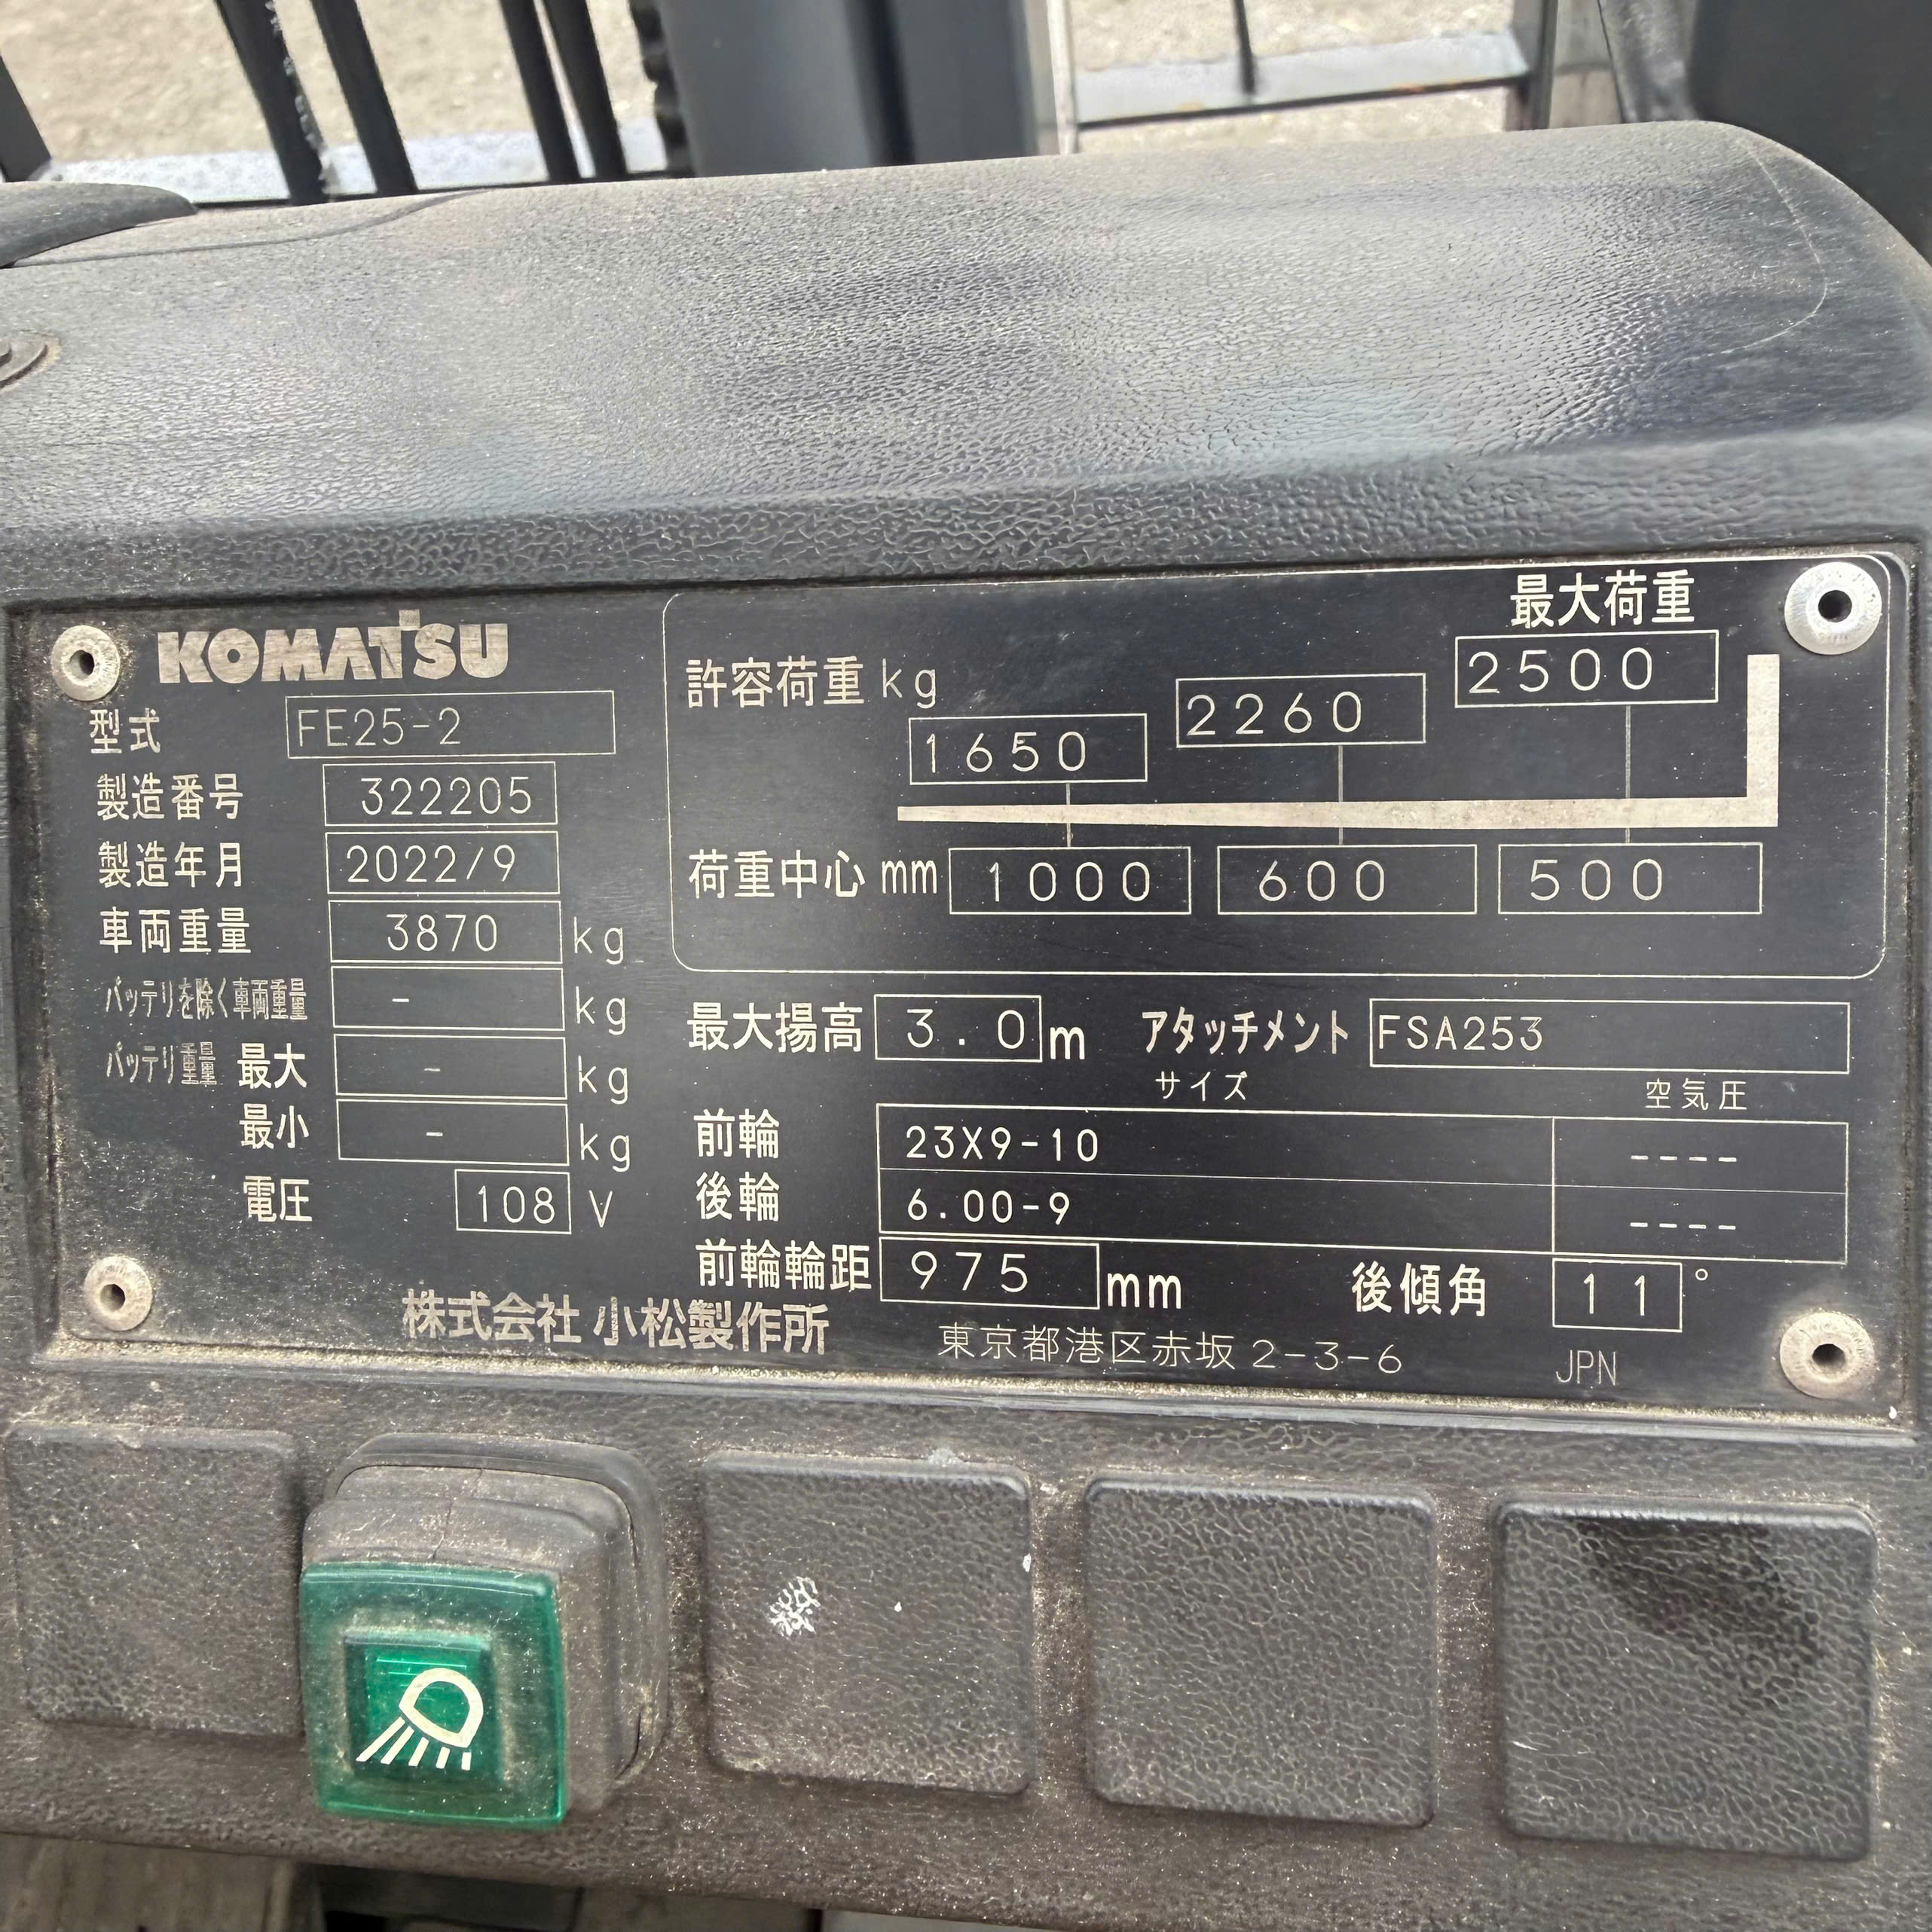 KOMATSU
型式 FE25-2
製造番号 322205
製造年月 2022/9
車両重量 3870 kg
バッテリを除く車両重量 - kg
バッテリ重量 最大 - kg
最小 - kg
電圧 108 V
最大荷重
許容荷重 kg 1650 2260 2500
荷重中心 mm 1000 600 500
最大揚高 3.0 m アタッチメント FSA253
サイズ 空気圧
前輪 23X9-10 ----
後輪 6.00-9 ----
前輪輪距 975 mm 後傾角 11°
株式会社 小松製作所 東京都港区赤坂 2-3-6 JPN